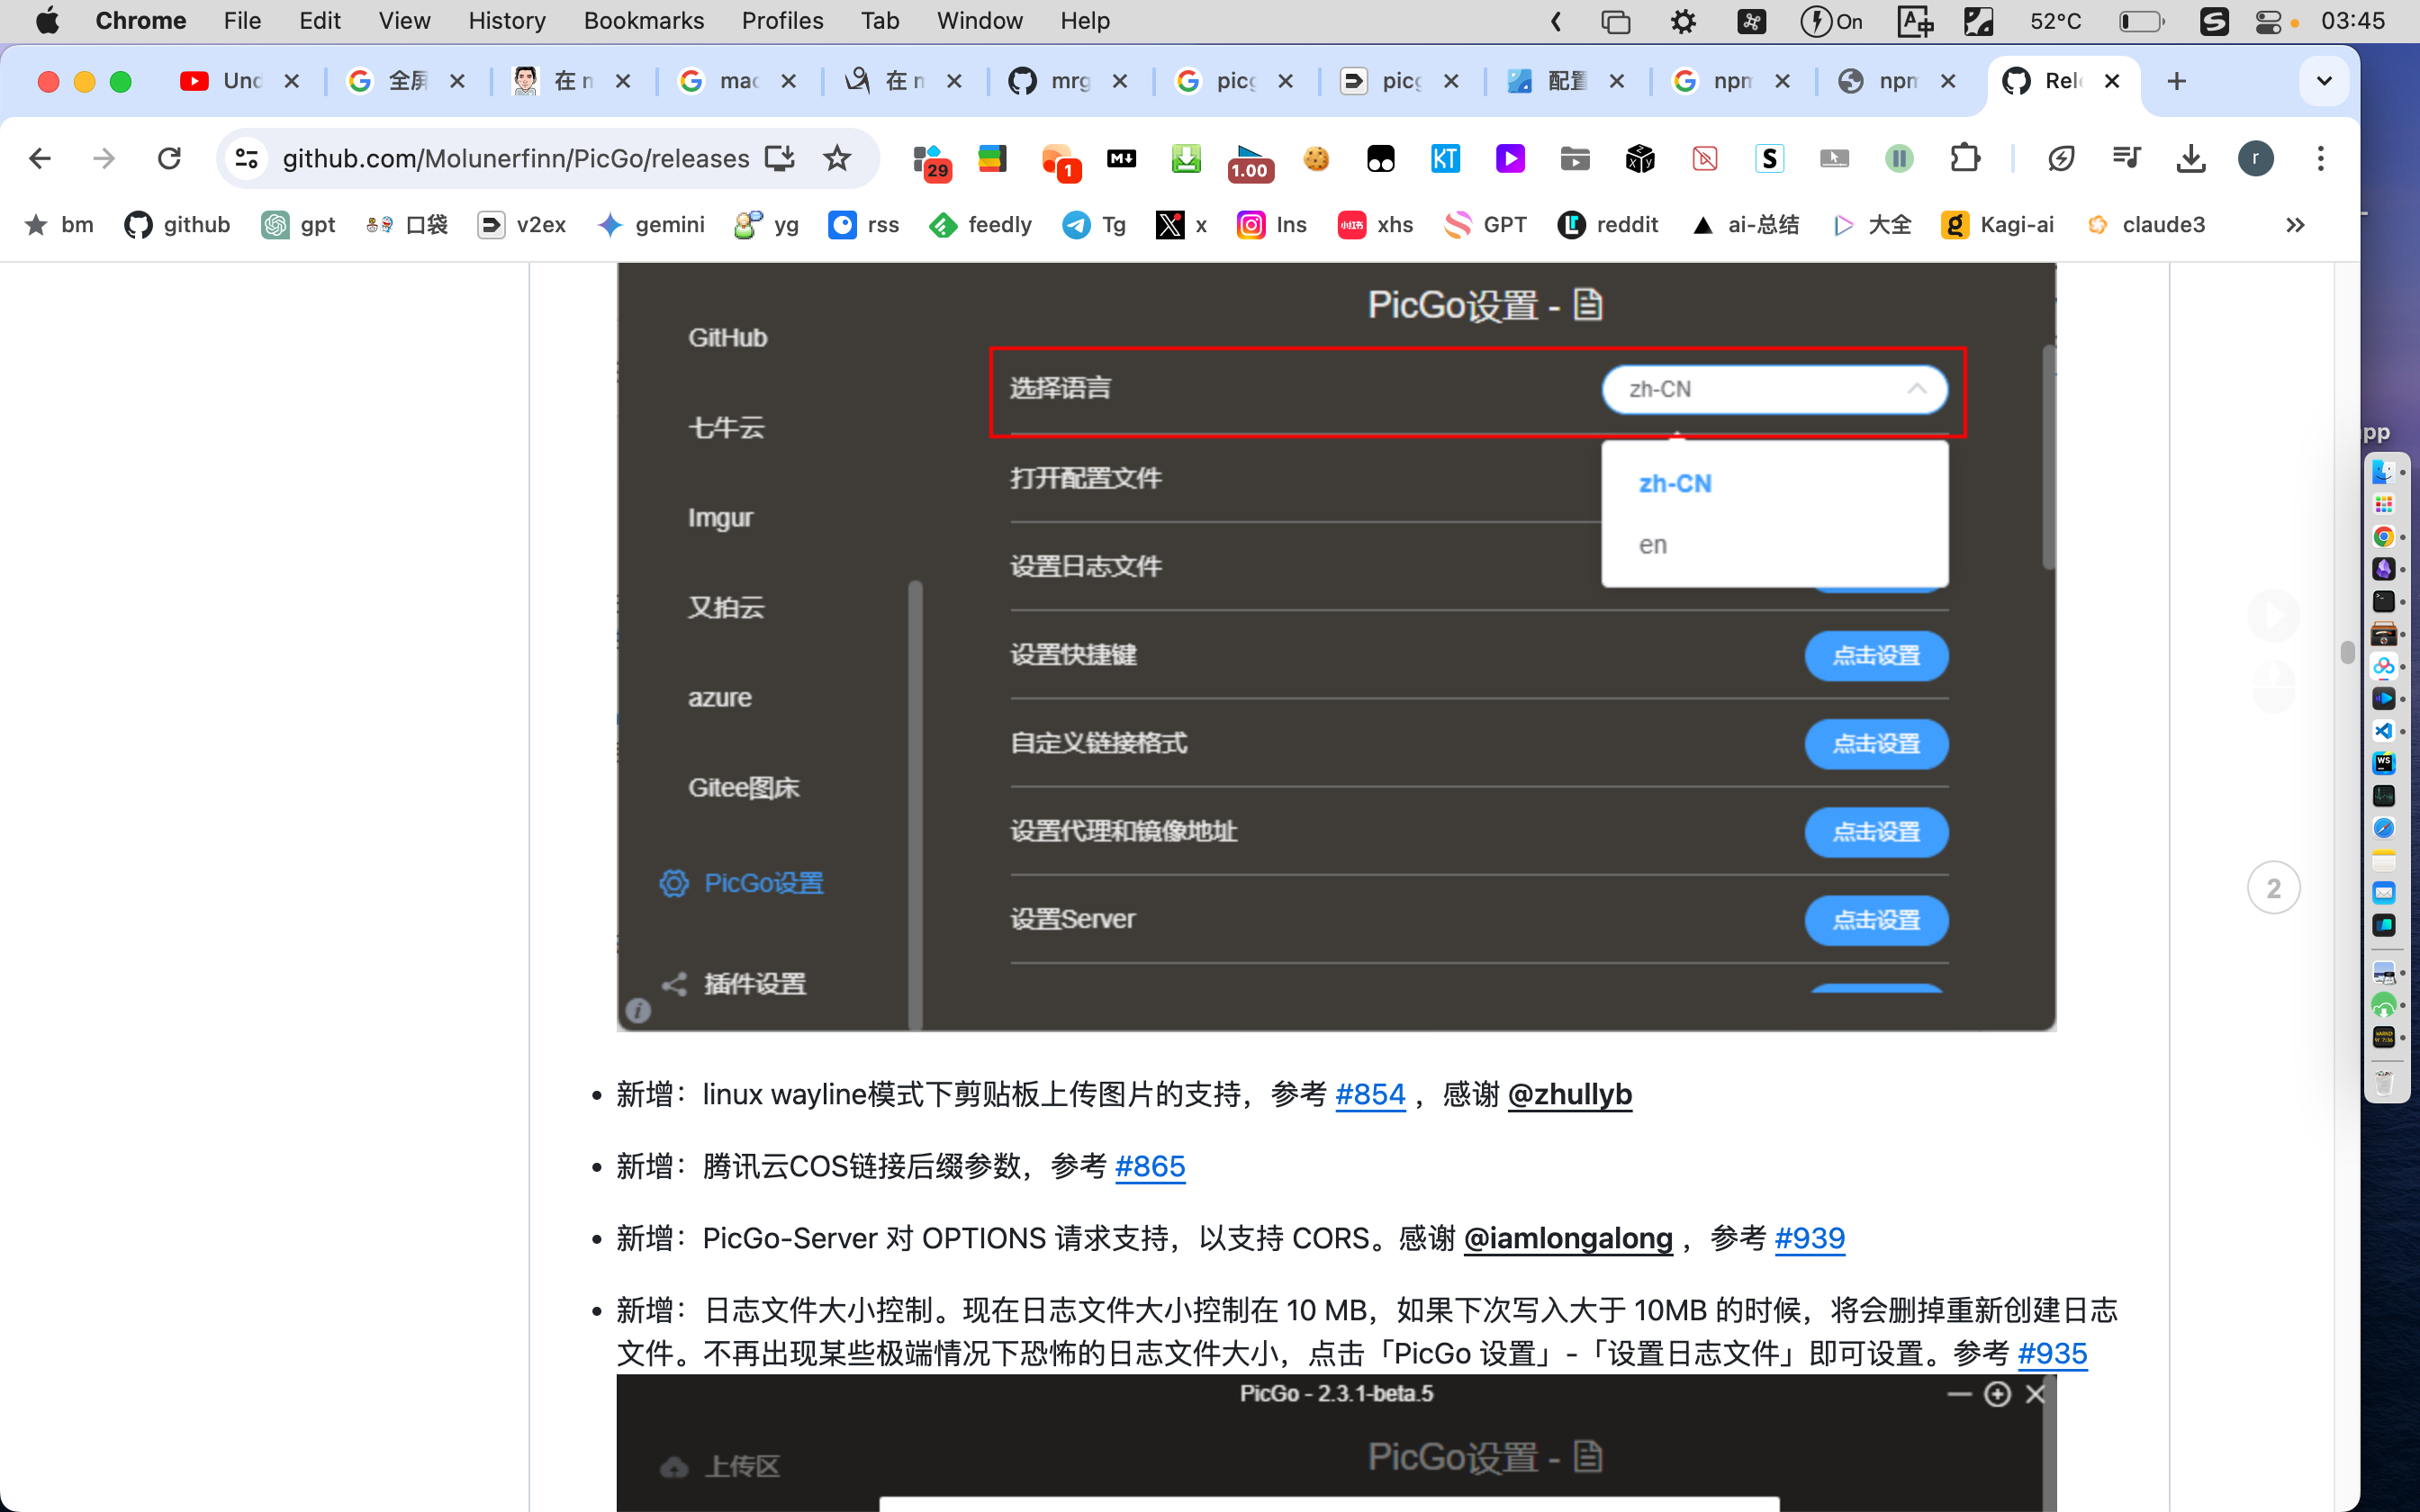 Chrome File Edit View History Bookmarks Profiles Tab Window Help On 52°C 03:45
Und 全屏 在 m mac 在 m mrg picg picg 配置 npm npm Rel
github.com/Molunerfinn/PicGo/releases 29 1 1.00 KT S r
bm github gpt 口袋 v2ex gemini yg rss feedly Tg x Ins xhs GPT reddit ai-总结 大全 Kagi-ai claude3
pp
PicGo设置 -
GitHub
选择语言 zh-CN
七牛云
打开配置文件 zh-CN
Imgur
en
设置日志文件
又拍云
设置快捷键 点击设置
azure
自定义链接格式 点击设置
Gitee图床
设置代理和镜像地址 点击设置
PicGo设置
2
设置Server 点击设置
插件设置
新增：linux wayline模式下剪贴板上传图片的支持，参考 #854 ，感谢 @zhullyb
新增：腾讯云COS链接后缀参数，参考 #865
新增：PicGo-Server 对 OPTIONS 请求支持，以支持 CORS。感谢 @iamlongalong ，参考 #939
新增：日志文件大小控制。现在日志文件大小控制在 10 MB，如果下次写入大于 10MB 的时候，将会删掉重新创建日志
文件。不再出现某些极端情况下恐怖的日志文件大小，点击「PicGo 设置」-「设置日志文件」即可设置。参考 #935
PicGo - 2.3.1-beta.5
PicGo设置 -
上传区